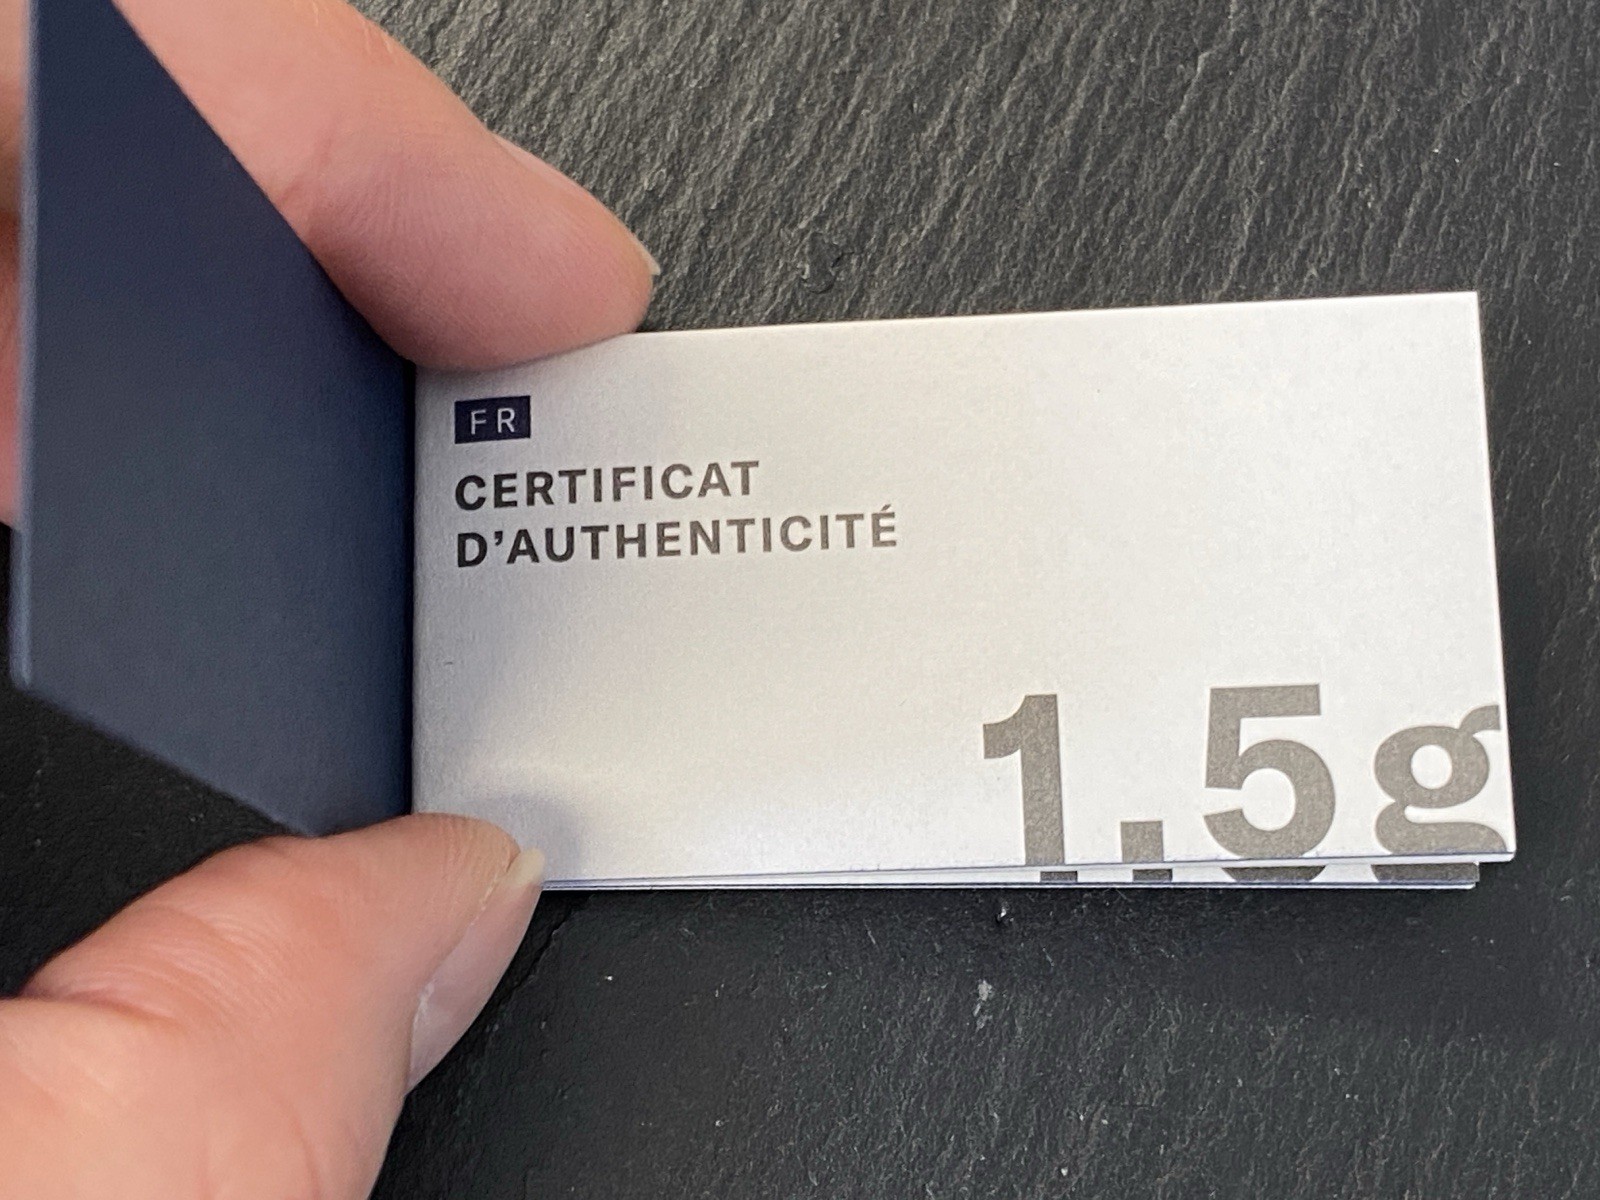 FR
CERTIFICAT
D’AUTHENTICITÉ
1.5g